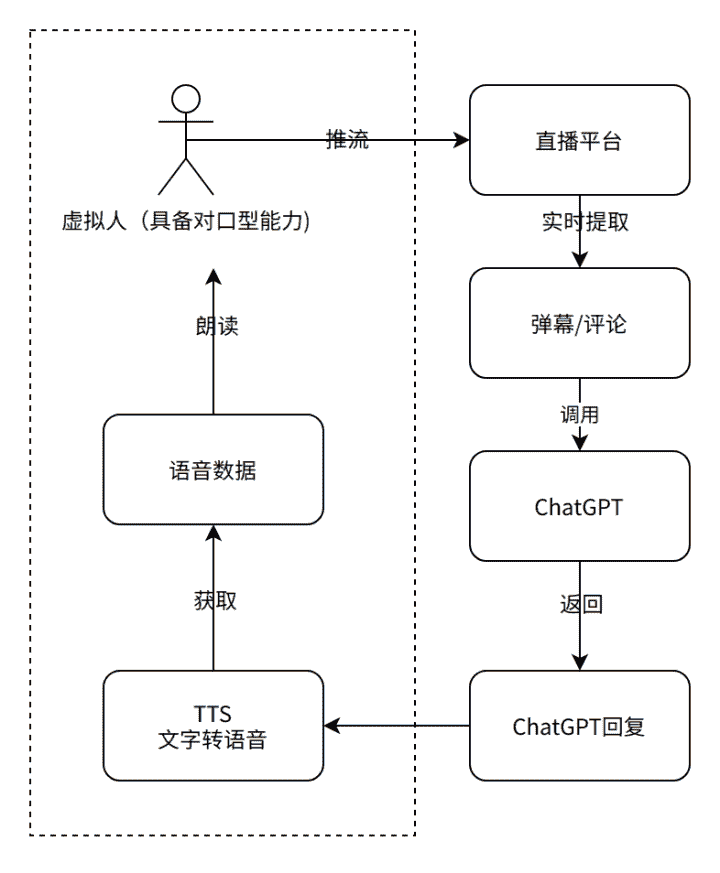 推流
直播平台
虚拟人（具备对口型能力)
实时提取
朗读
弹幕/评论
调用
语音数据
ChatGPT
获取
返回
TTS
文字转语音
ChatGPT回复